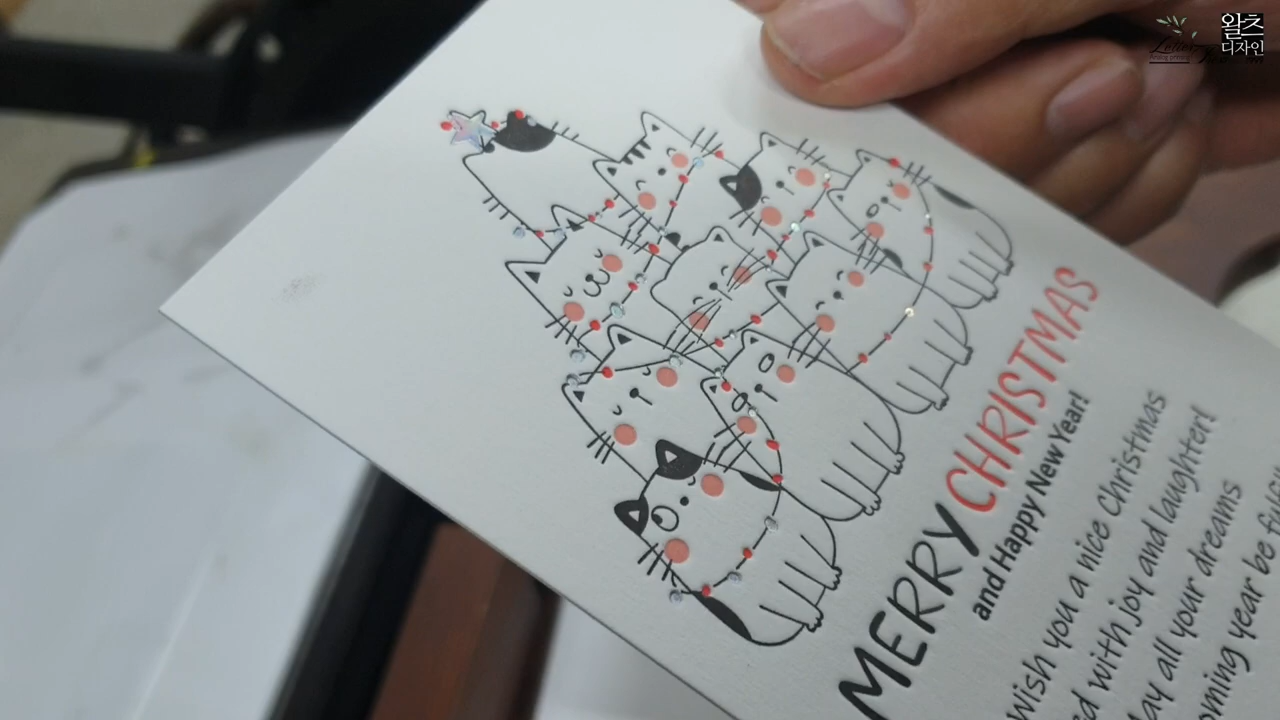 왈츠
디자인
MERRY CHRISTMAS
and Happy New Year!
Wish you a nice Christmas
with joy and laughter!
all your dreams
year be